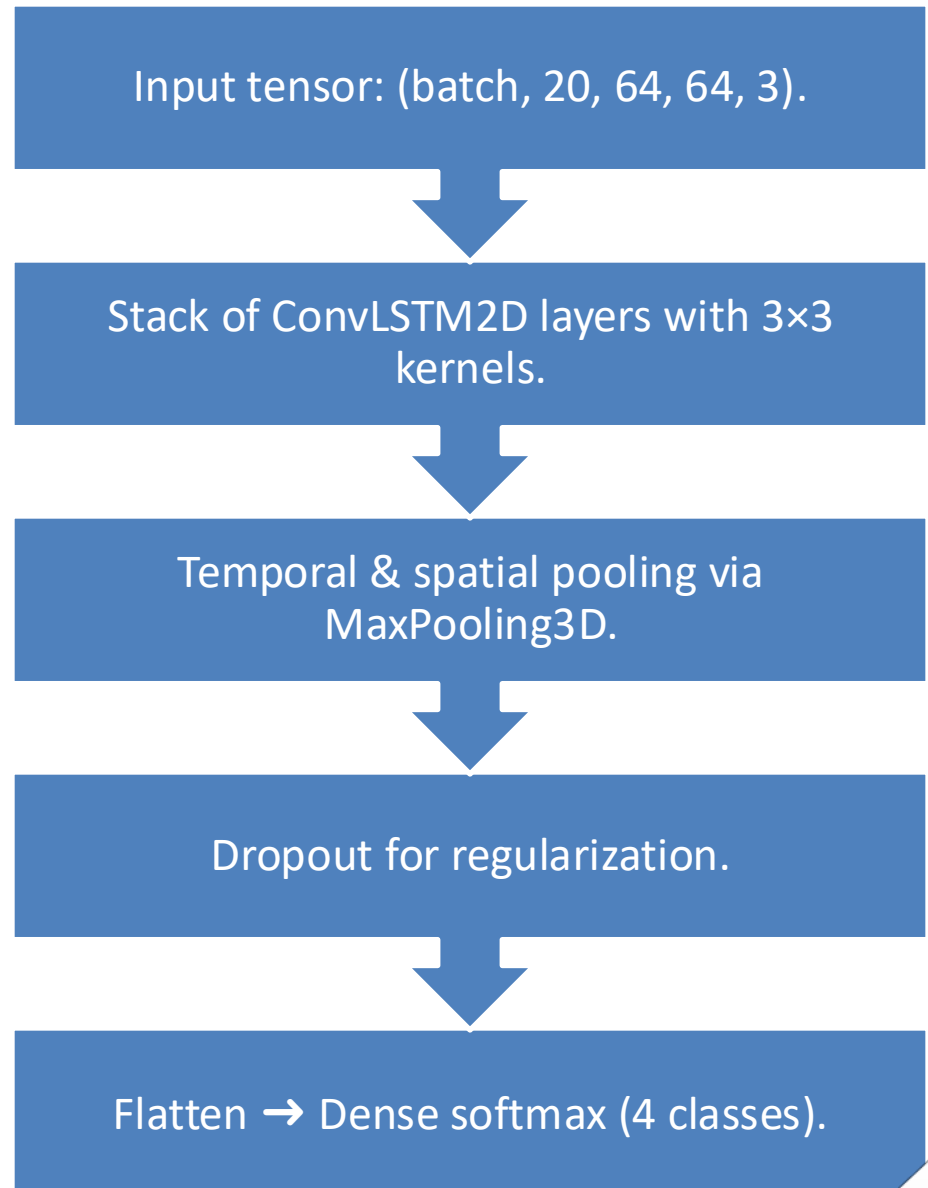 Input tensor: (batch, 20, 64, 64, 3).
Stack of ConvLSTM2D layers with 3×3
kernels.
Temporal & spatial pooling via
MaxPooling3D.
Dropout for regularization.
Flatten → Dense softmax (4 classes).